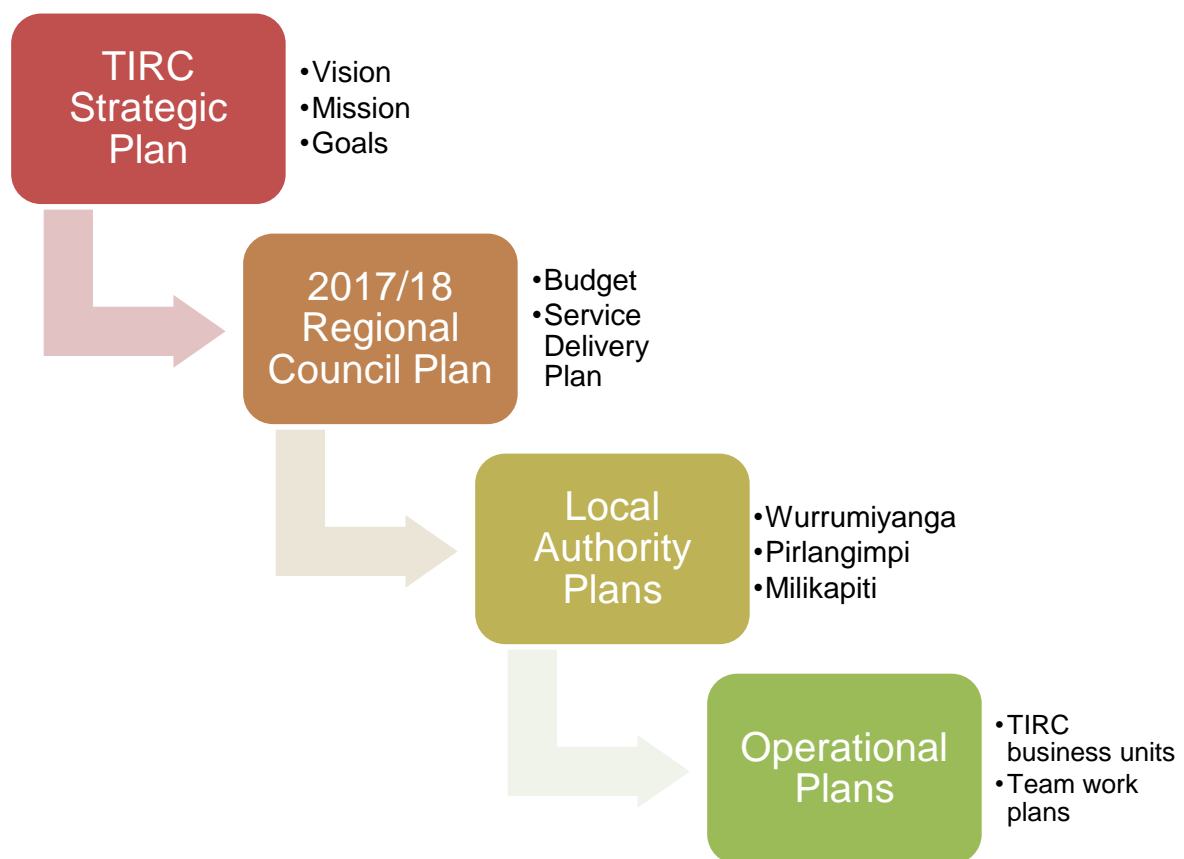 TIRC
Strategic
Plan
•Vision
•Mission
•Goals
2017/18
Regional
Council Plan
•Budget
•Service
Delivery
Plan
Local
Authority
Plans
•Wurrumiyanga
•Pirlangimpi
•Milikapiti
Operational
Plans
•TIRC
business units
•Team work
plans